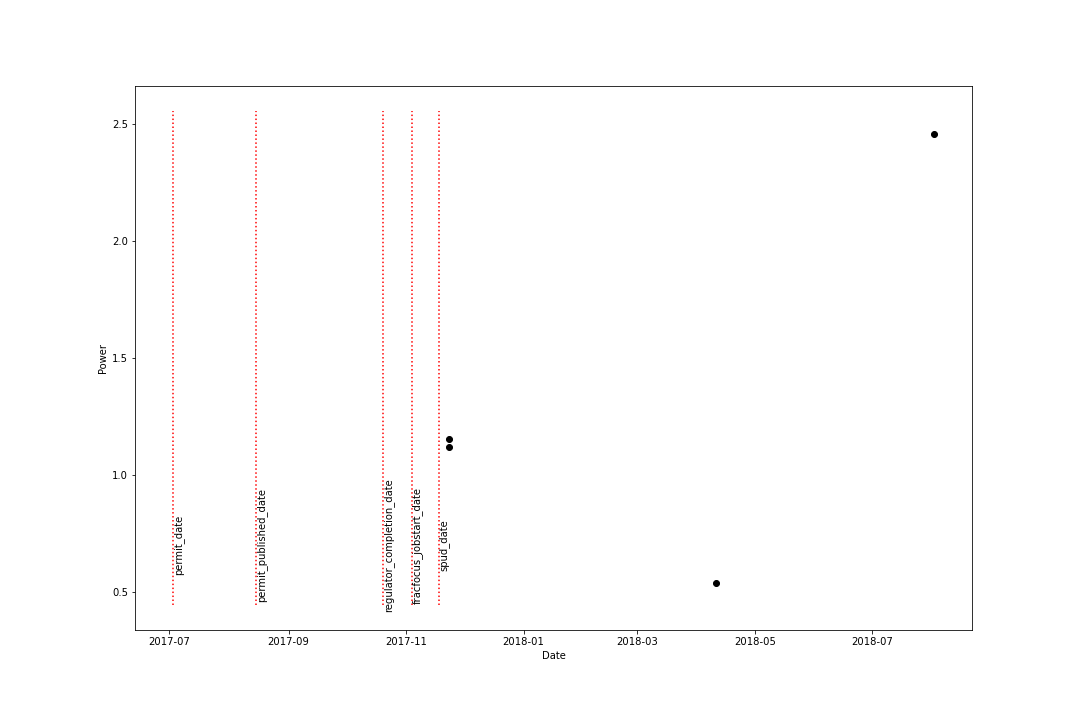 2.5
2.0
1.5
1.0
0.5
Power
permit_date
permit_published_date
regulator_completion_date
fracfocus_jobstart_date
spud_date
2017-07
2017-09
2017-11
2018-01
2018-03
2018-05
2018-07
Date